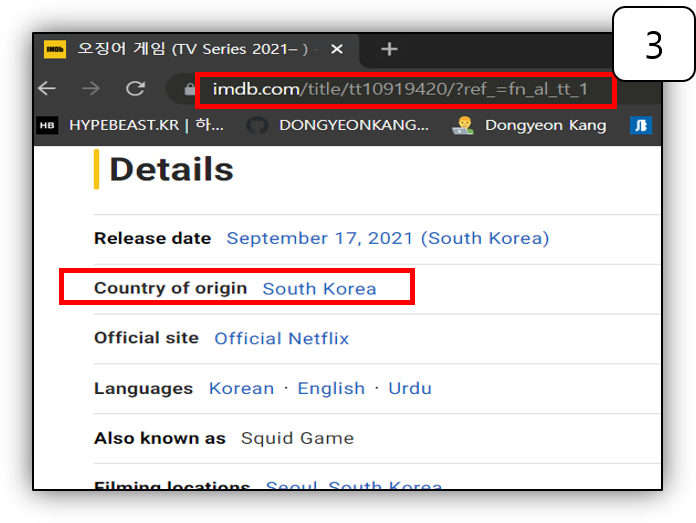 3
IMDb 오징어 게임 (TV Series 2021– ) -
imdb.com/title/tt10919420/?ref_=fn_al_tt_1
HB HYPEBEAST.KR | 하... DONGYEONKANG... Dongyeon Kang
Details
Release date September 17, 2021 (South Korea)
Country of origin South Korea
Official site Official Netflix
Languages Korean · English · Urdu
Also known as Squid Game
Filming locations Seoul, South Korea